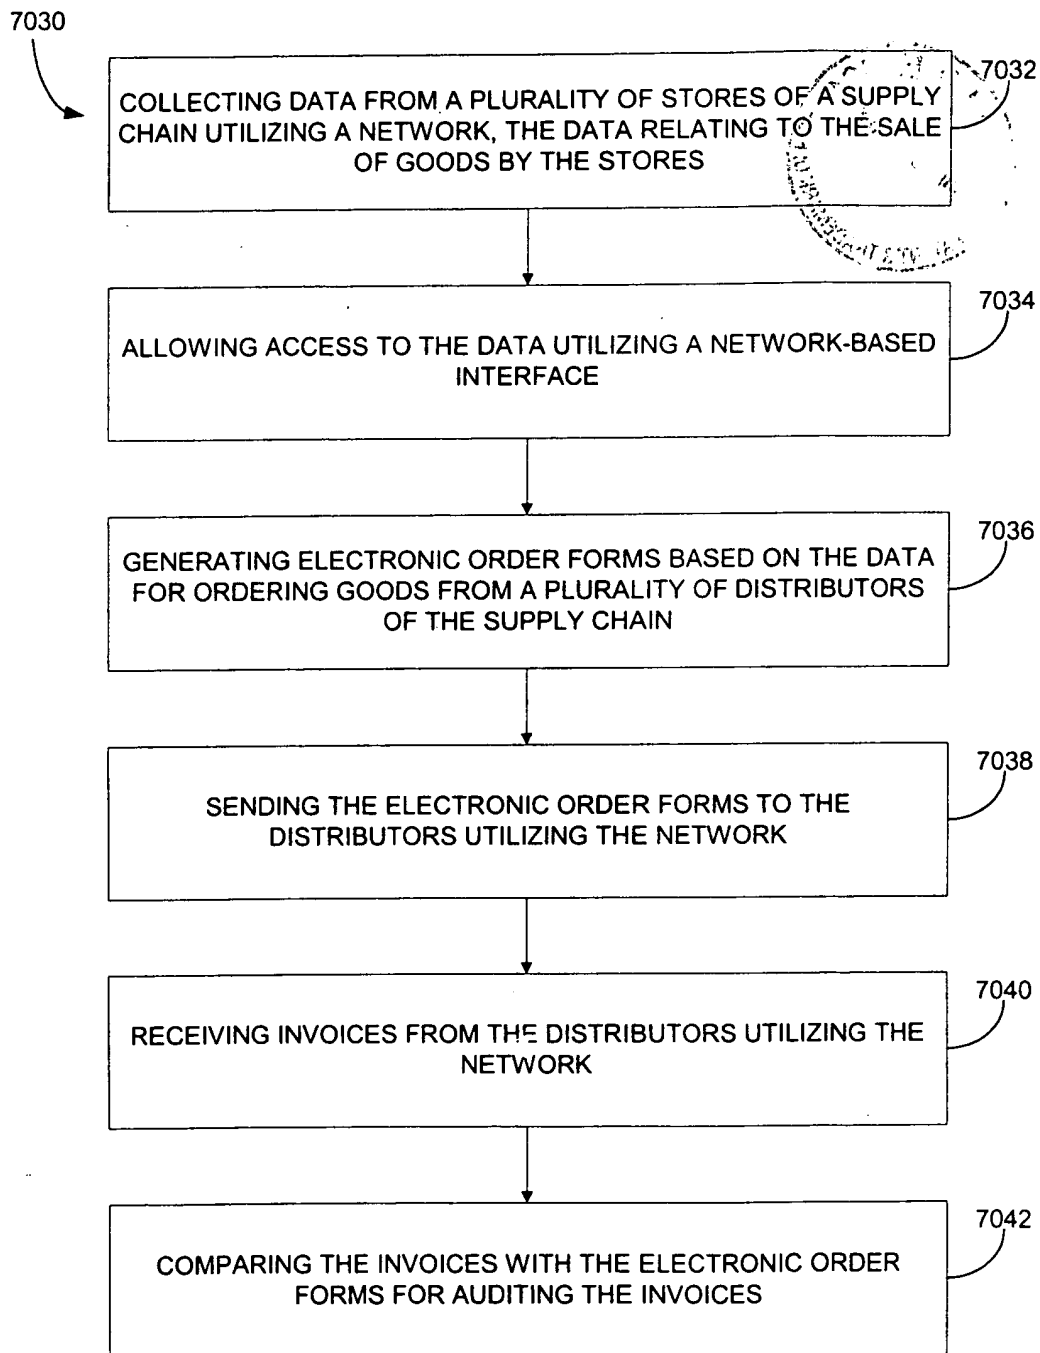 7030
7032
COLLECTING DATA FROM A PLURALITY OF STORES OF A SUPPLY
CHAIN UTILIZING A NETWORK, THE DATA RELATING TO THE SALE
OF GOODS BY THE STORES
7034
ALLOWING ACCESS TO THE DATA UTILIZING A NETWORK-BASED
INTERFACE
7036
GENERATING ELECTRONIC ORDER FORMS BASED ON THE DATA
FOR ORDERING GOODS FROM A PLURALITY OF DISTRIBUTORS
OF THE SUPPLY CHAIN
7038
SENDING THE ELECTRONIC ORDER FORMS TO THE
DISTRIBUTORS UTILIZING THE NETWORK
7040
RECEIVING INVOICES FROM THE DISTRIBUTORS UTILIZING THE
NETWORK
7042
COMPARING THE INVOICES WITH THE ELECTRONIC ORDER
FORMS FOR AUDITING THE INVOICES